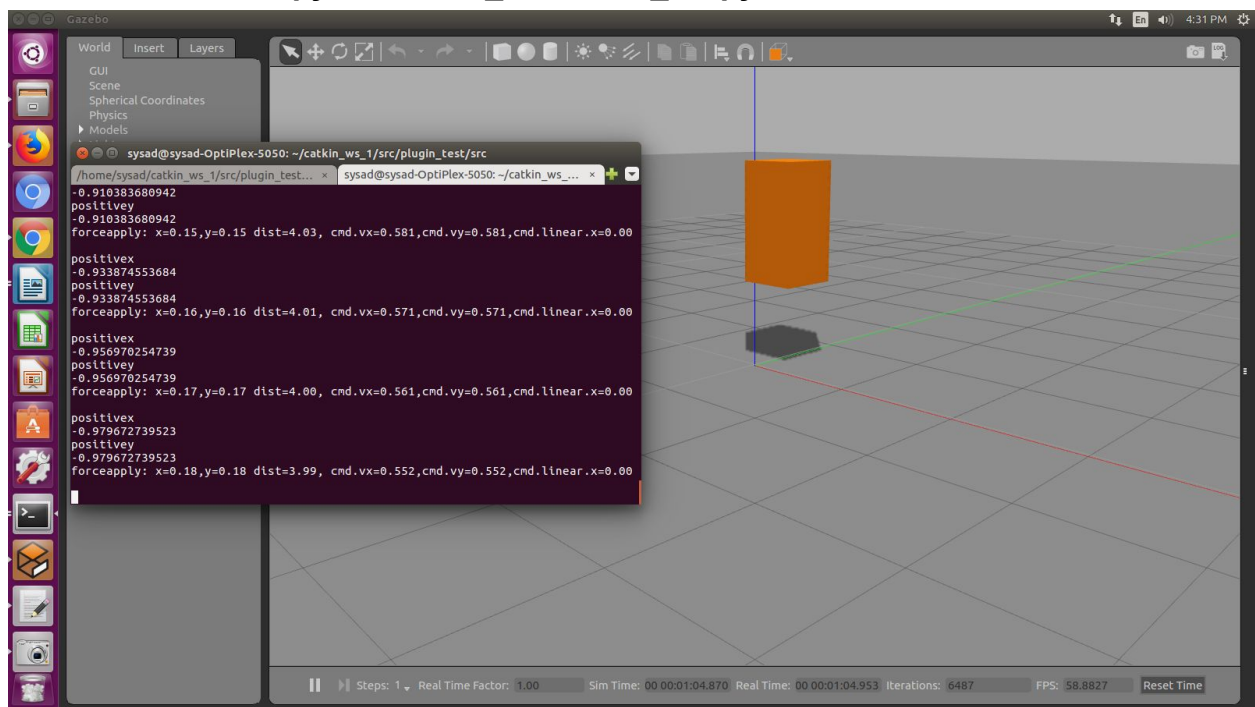 Gazebo
En
4:31 PM
World Insert Layers
GUI
Scene
Spherical Coordinates
Physics
Models
sysad@sysad-OptiPlex-5050: ~/catkin_ws_1/src/plugin_test/src
/home/sysad/catkin_ws_1/src/plugin_test... × sysad@sysad-OptiPlex-5050: ~/catkin_ws_... ×
-0.910383680942
positivey
-0.910383680942
forceapply: x=0.15,y=0.15 dist=4.03, cmd.vx=0.581,cmd.vy=0.581,cmd.linear.x=0.00
positivex
-0.933874553684
positivey
-0.933874553684
forceapply: x=0.16,y=0.16 dist=4.01, cmd.vx=0.571,cmd.vy=0.571,cmd.linear.x=0.00
positivex
-0.956970254739
positivey
-0.956970254739
forceapply: x=0.17,y=0.17 dist=4.00, cmd.vx=0.561,cmd.vy=0.561,cmd.linear.x=0.00
positivex
-0.979672739523
positivey
-0.979672739523
forceapply: x=0.18,y=0.18 dist=3.99, cmd.vx=0.552,cmd.vy=0.552,cmd.linear.x=0.00
Steps: 1 Real Time Factor: 1.00 Sim Time: 00 00:01:04.870 Real Time: 00 00:01:04.953 Iterations: 6487 FPS: 58.8827 Reset Time